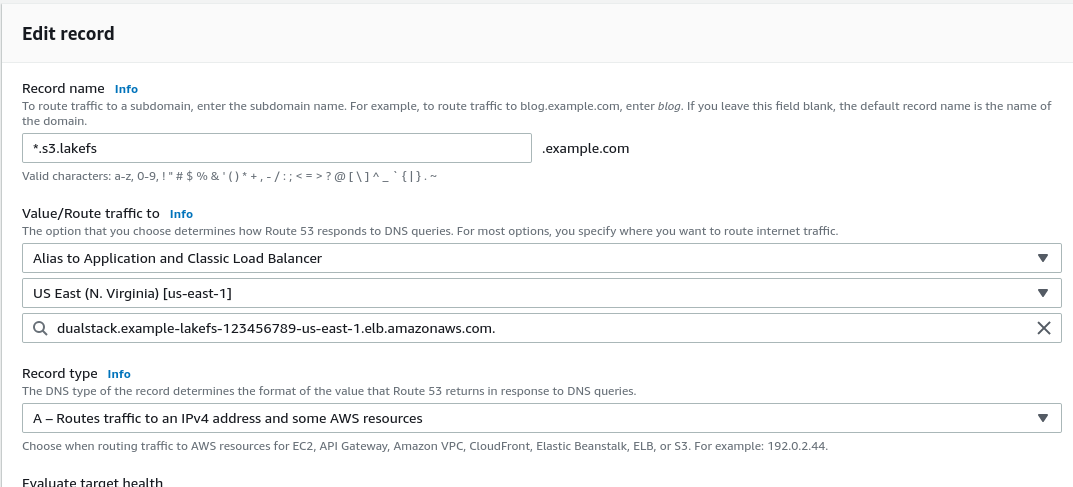 Edit record
Record name Info
To route traffic to a subdomain, enter the subdomain name. For example, to route traffic to blog.example.com, enter blog. If you leave this field blank, the default record name is the name of
the domain.
*.s3.lakefs .example.com
Valid characters: a-z, 0-9, ! " # $ % & ' ( ) * + , - / : ; < = > ? @ [ \ ] ^ _ ` { | } . ~
Value/Route traffic to Info
The option that you choose determines how Route 53 responds to DNS queries. For most options, you specify where you want to route internet traffic.
Alias to Application and Classic Load Balancer
US East (N. Virginia) [us-east-1]
dualstack.example-lakefs-123456789-us-east-1.elb.amazonaws.com.
Record type Info
The DNS type of the record determines the format of the value that Route 53 returns in response to DNS queries.
A – Routes traffic to an IPv4 address and some AWS resources
Choose when routing traffic to AWS resources for EC2, API Gateway, Amazon VPC, CloudFront, Elastic Beanstalk, ELB, or S3. For example: 192.0.2.44.
Evaluate target health